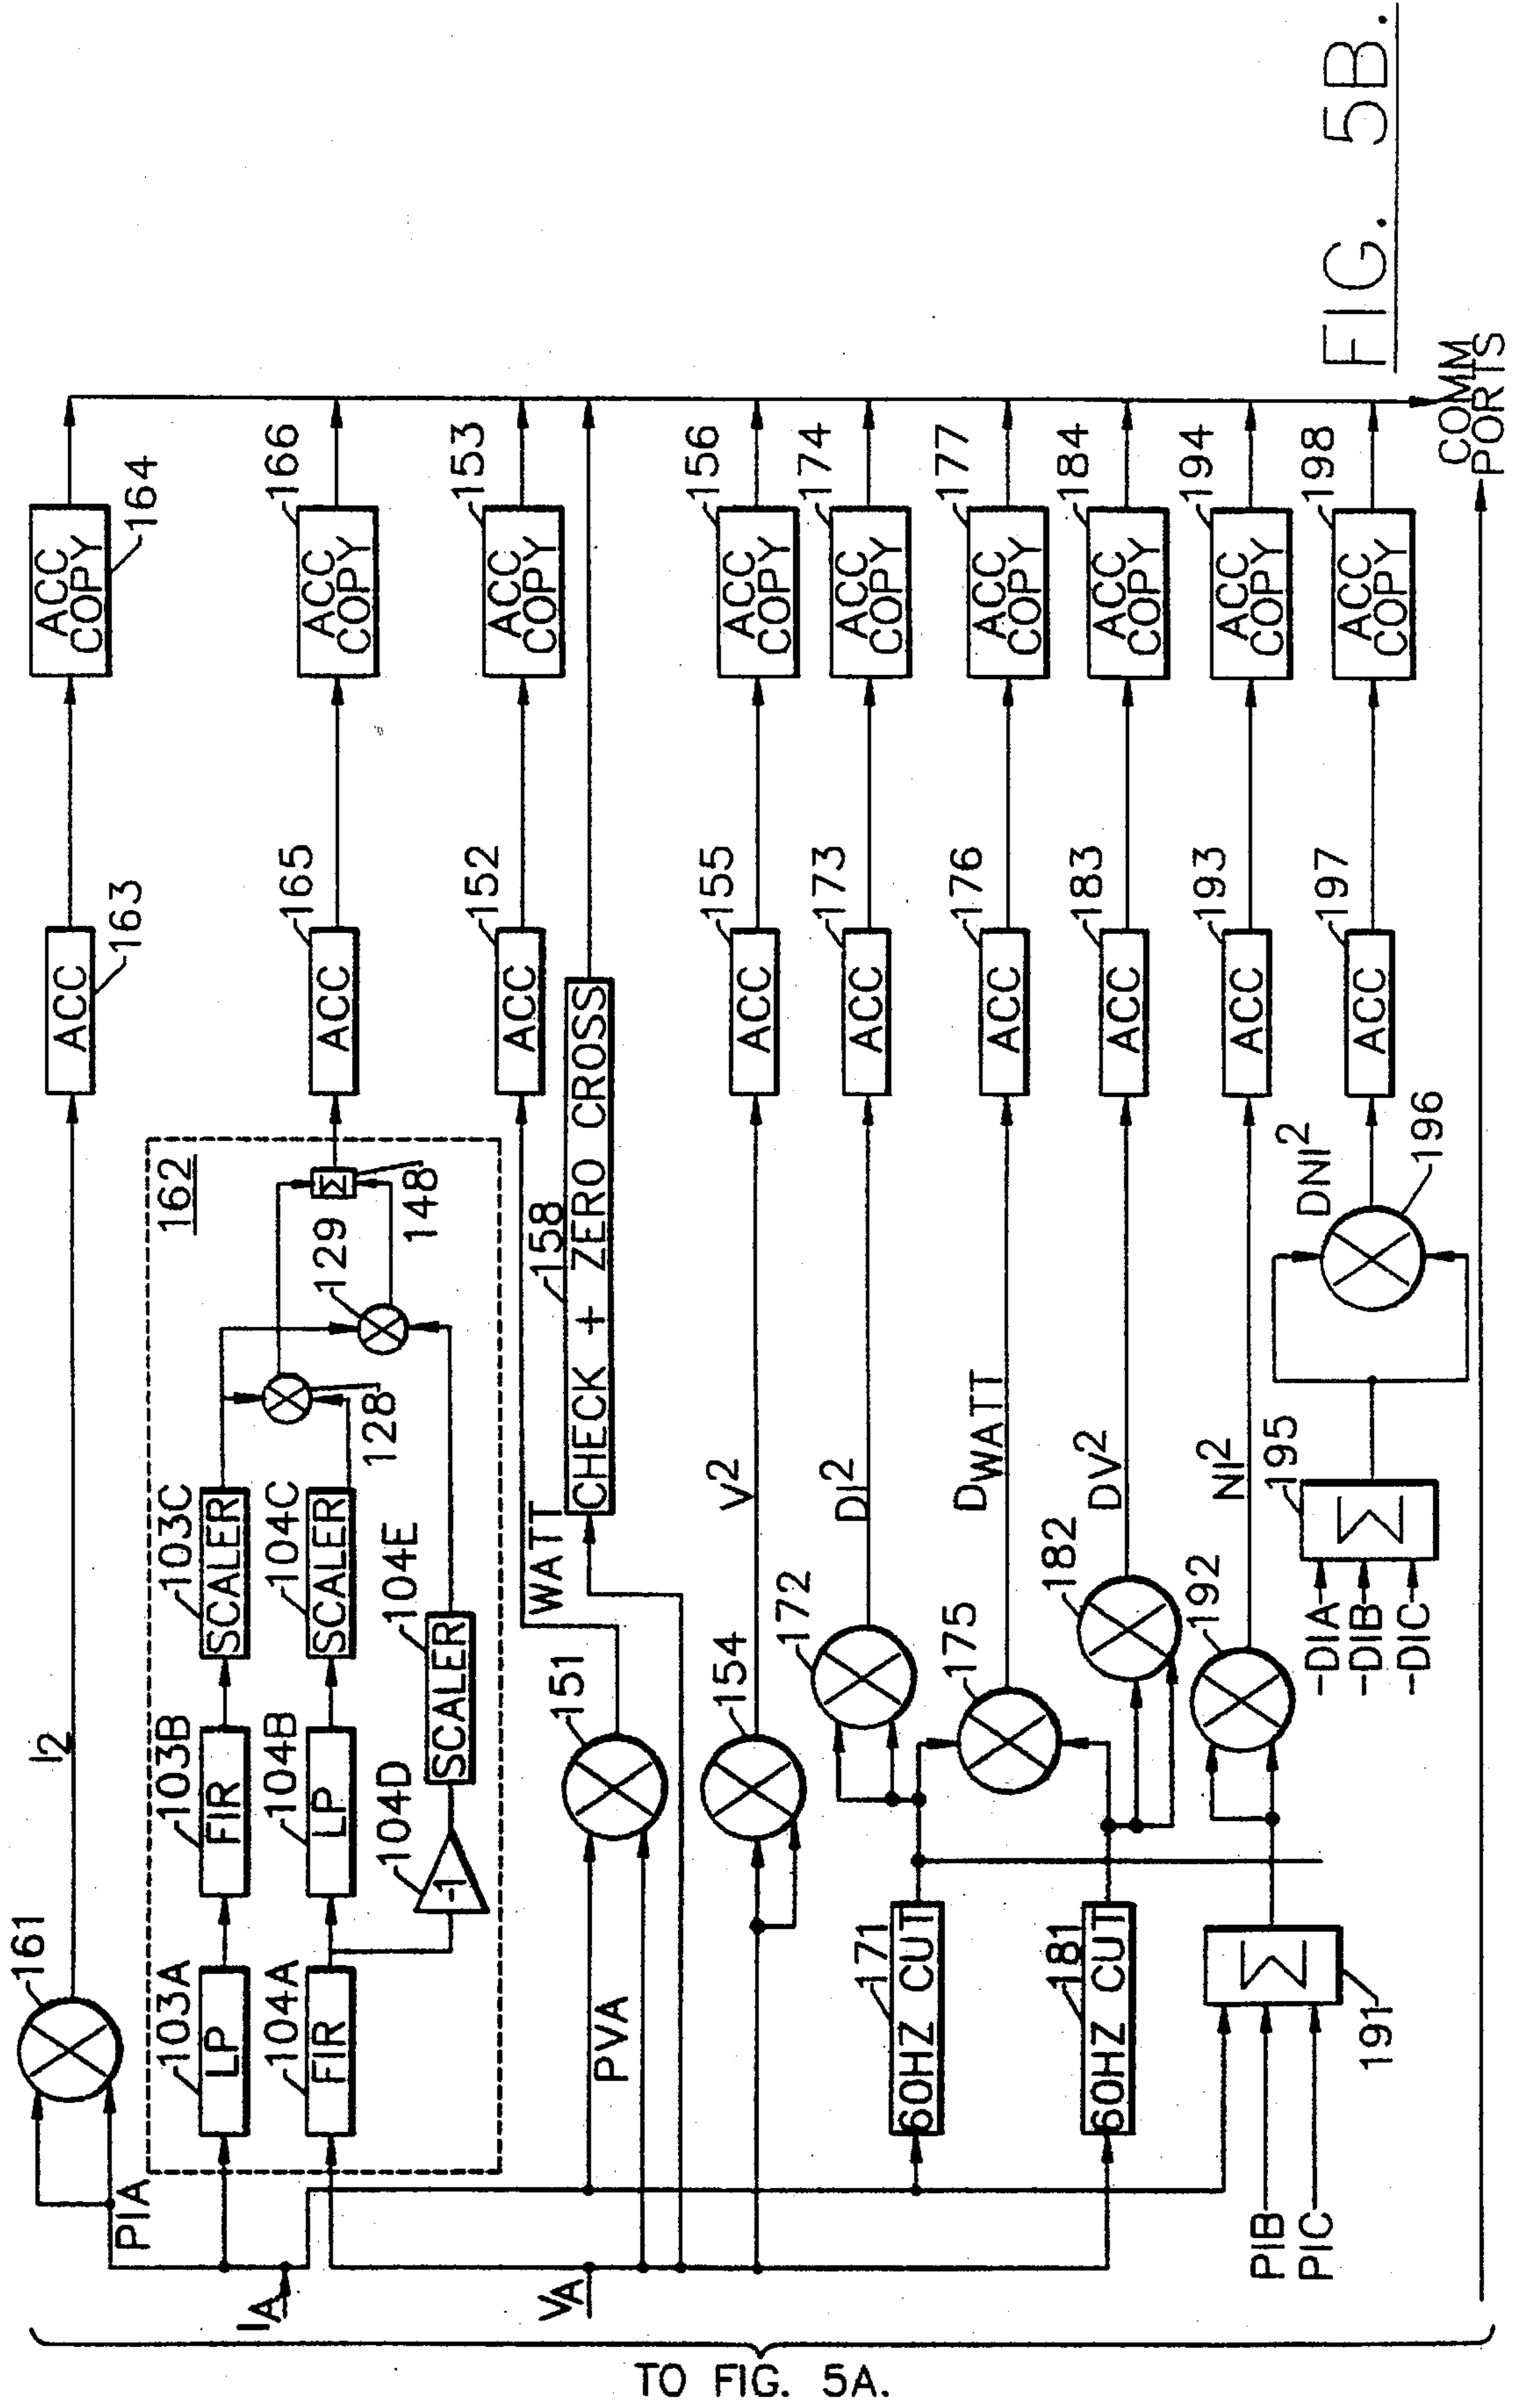 TO FIG. 5A.
IA
VA
PIA
161
I2
ACC
163
ACC
COPY
164
162
103A
LP
103B
FIR
103C
SCALER
104A
FIR
104B
LP
104C
SCALER
104D
-1
104E
SCALER
128
129
148
Σ
ACC
165
ACC
COPY
166
PVA
151
WATT
ACC
152
ACC
COPY
153
158
CHECK + ZERO CROSS
154
V2
ACC
155
ACC
COPY
156
171
60HZ CUT
172
DI2
ACC
173
ACC
COPY
174
175
DWATT
ACC
176
ACC
COPY
177
181
60HZ CUT
182
DV2
ACC
183
ACC
COPY
184
PIB
PIC
Σ
191
192
NI2
ACC
193
ACC
COPY
194
-DIA
-DIB
-DIC
Σ
195
196
DNI2
ACC
197
ACC
COPY
198
COMM
PORTS
FIG. 5B.